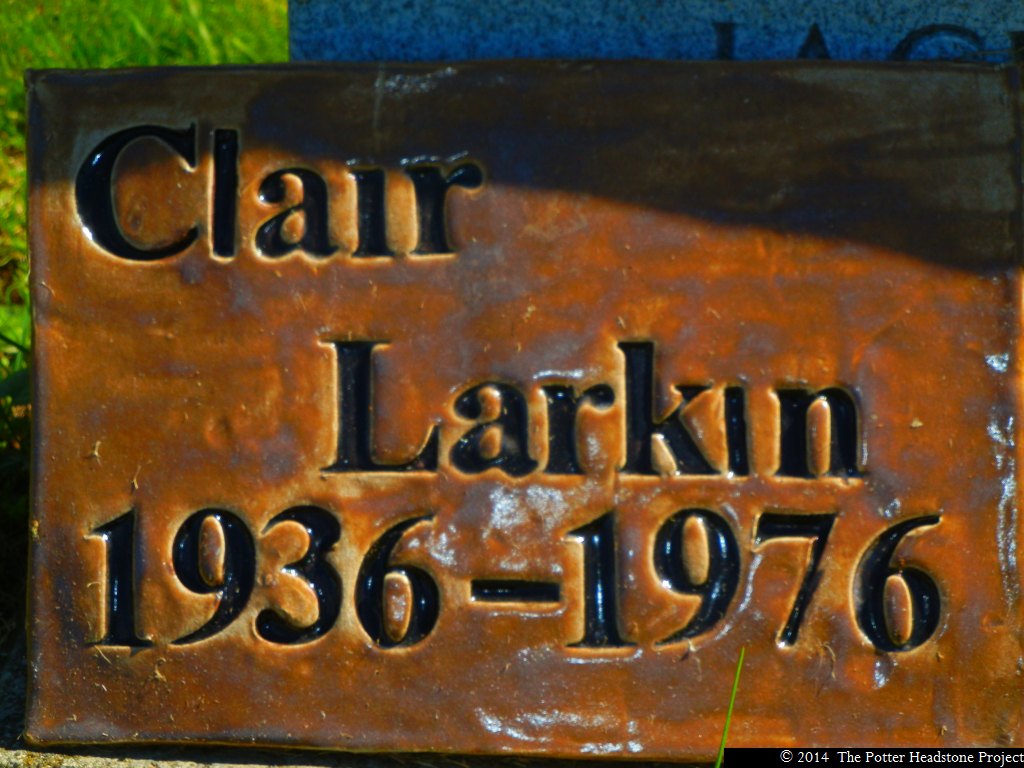 Clair
Larkin
1936-1976
© 2014 The Potter Headstone Project